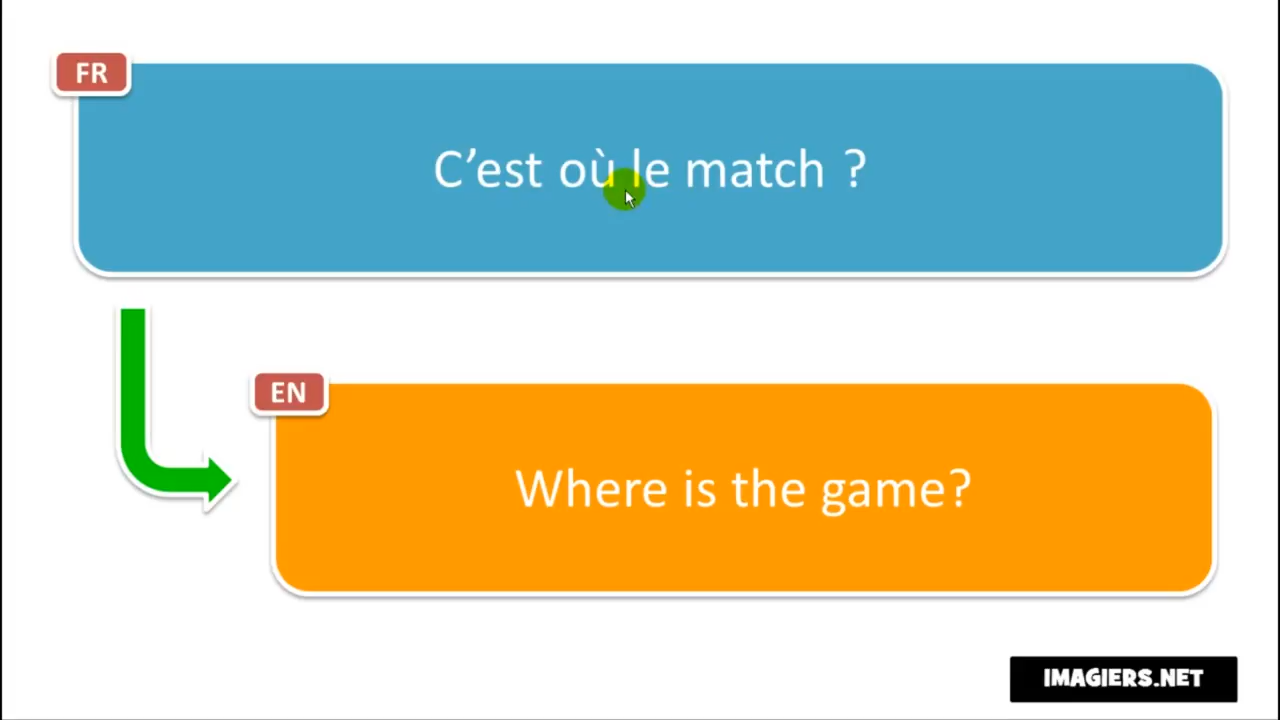 FR
C’est où le match ?
EN
Where is the game?
IMAGIERS.NET